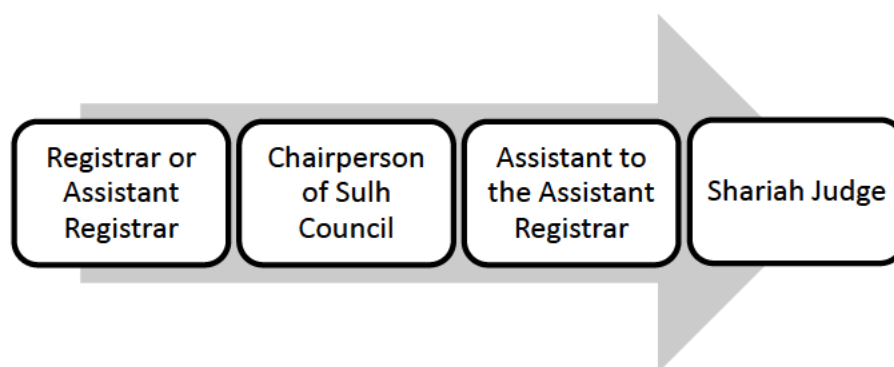 Registrar or
Assistant
Registrar
Chairperson
of Sulh
Council
Assistant to
the Assistant
Registrar
Shariah Judge